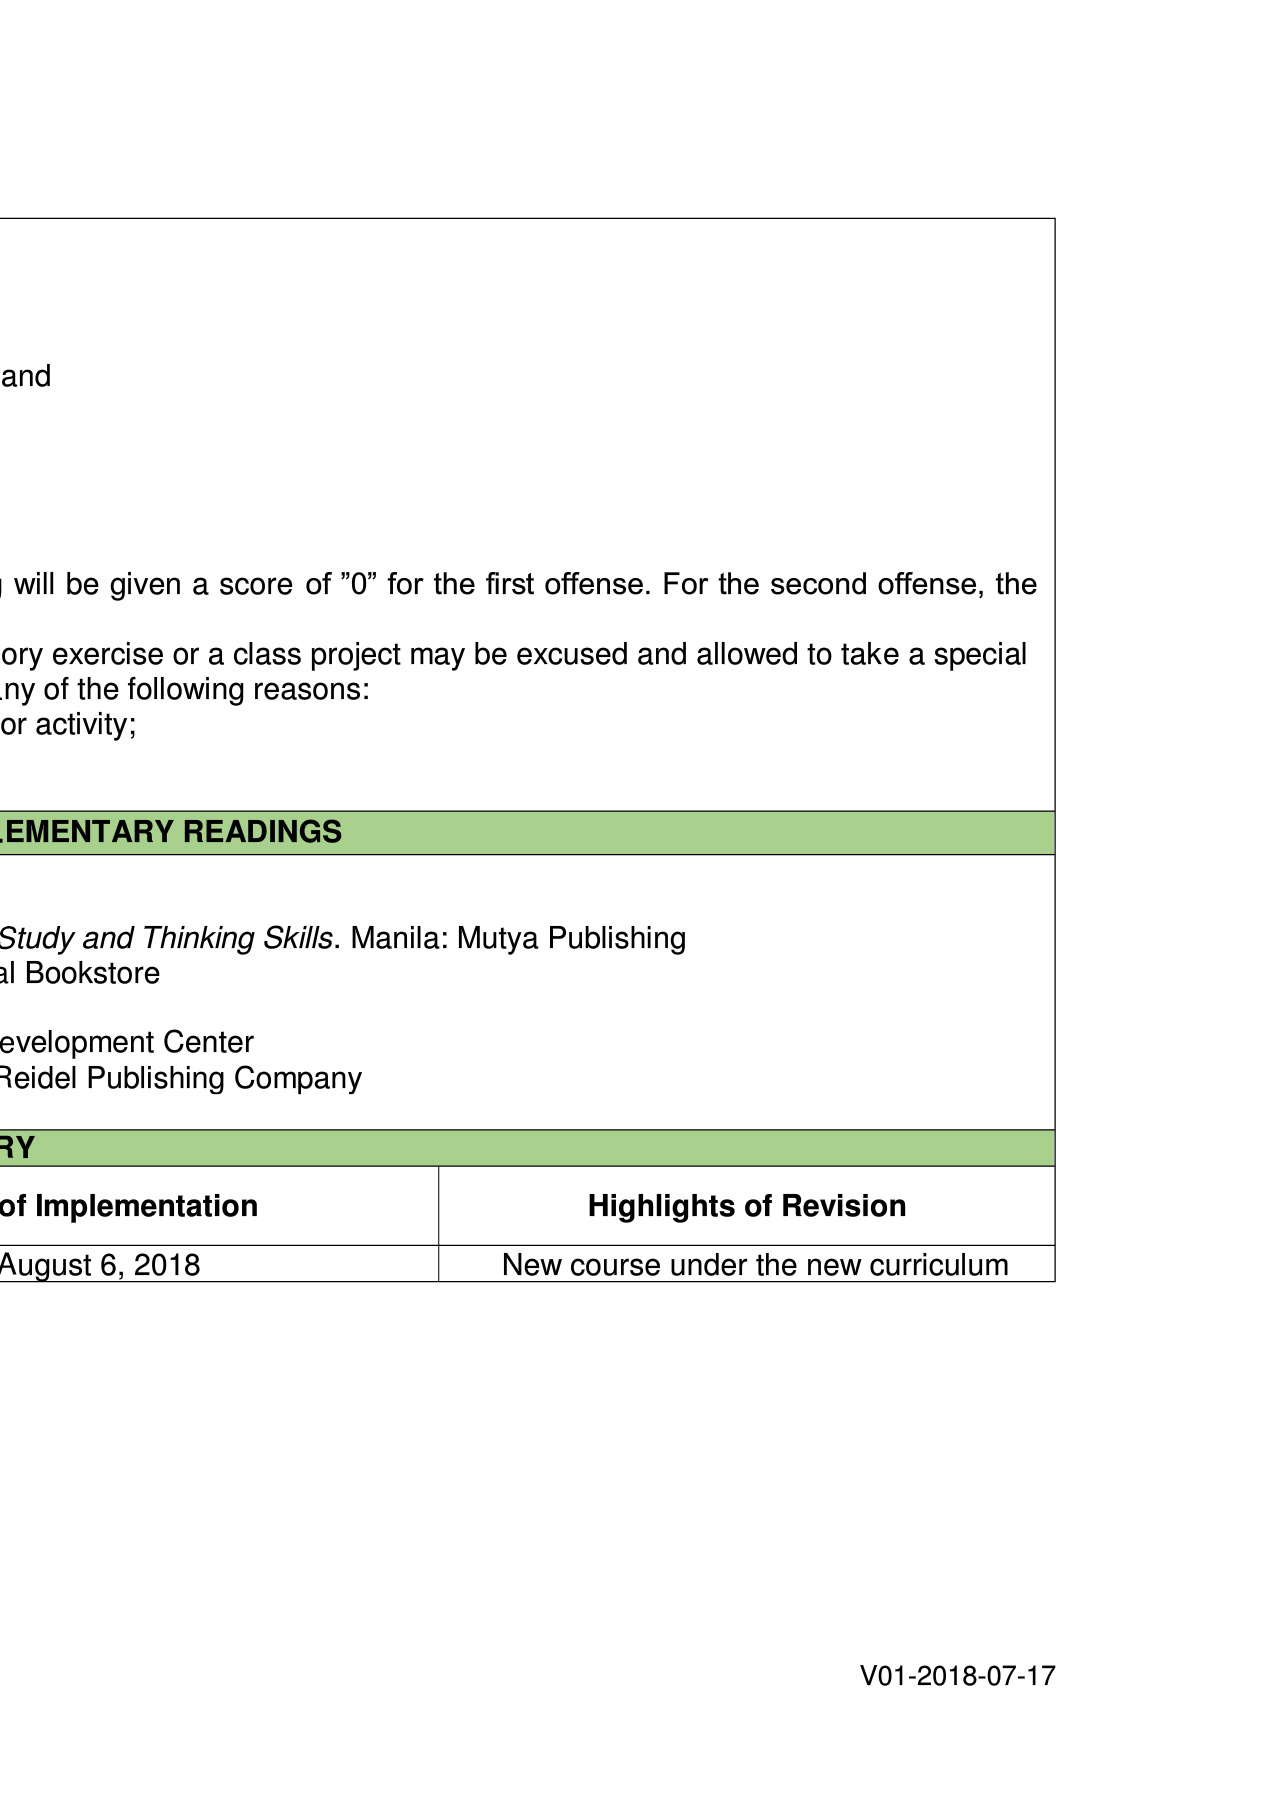 and
will be given a score of ”0” for the first offense. For the second offense, the
ory exercise or a class project may be excused and allowed to take a special
any of the following reasons:
or activity;
LEMENTARY READINGS
Study and Thinking Skills. Manila: Mutya Publishing
al Bookstore
evelopment Center
Reidel Publishing Company
RY
of Implementation Highlights of Revision
August 6, 2018 New course under the new curriculum
V01-2018-07-17